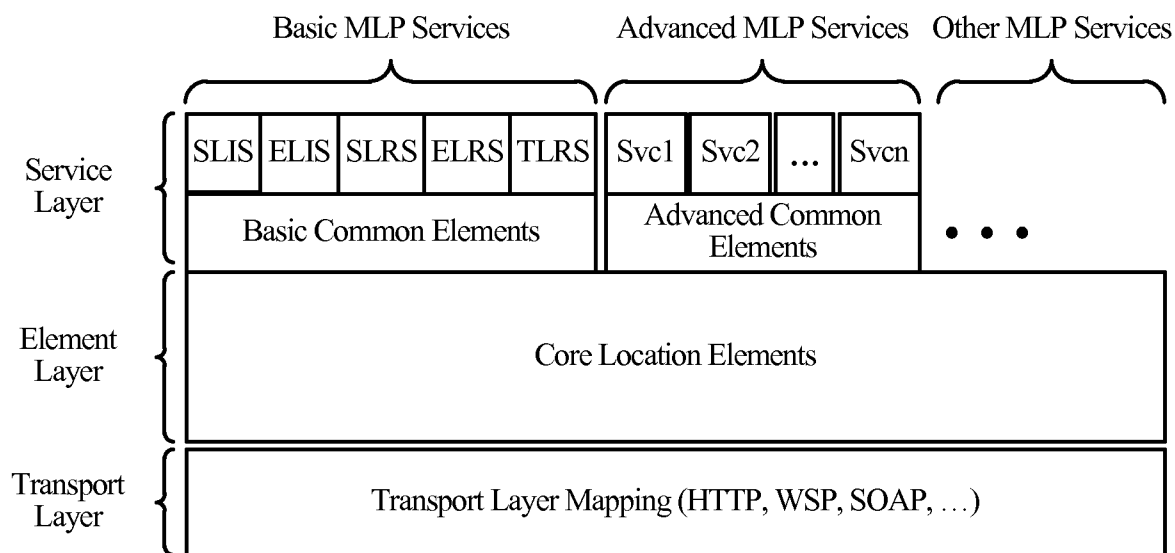 Basic MLP Services
Advanced MLP Services
Other MLP Services
Service
Layer
SLIS
ELIS
SLRS
ELRS
TLRS
Svc1
Svc2
...
Svcn
Basic Common Elements
Advanced Common
Elements
• • •
Element
Layer
Core Location Elements
Transport
Layer
Transport Layer Mapping (HTTP, WSP, SOAP, …)